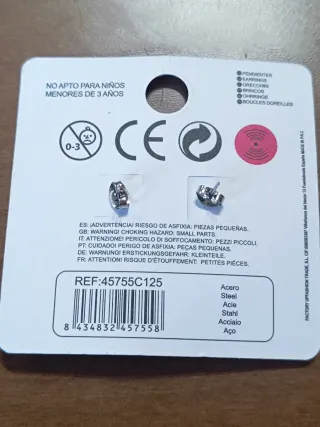 NO APTO PARA NIÑOS
MENORES DE 3 AÑOS
PENDIENTES
EARRINGS
ORECCHINI
BRINCOS
OHRRINGE
BOUCLES DOREILLES
0-3
CE
ES: ¡ADVERTENCIA! RIESGO DE ASFIXIA: PIEZAS PEQUEÑAS.
GB: WARNING! CHOKING HAZARD: SMALL PARTS.
IT: ATTENZIONE! PERICOLO DI SOFFOCAMENTO: PEZZI PICCOLI.
PT: CUIDADO! PERIGO DE ASFIXIA: PEÇAS PEQUENAS.
DE: WARNUNG! ERSTICKUNGSGEFAHR: KLEINTEILE.
FR: ATTENTION! RISQUE DE DÉTOUFFEMENT: PETITES PIÈCES.
REF:45755C125
8 434832 457558
Acero
Steel
Acie
Stahl
Acciaio
Aço